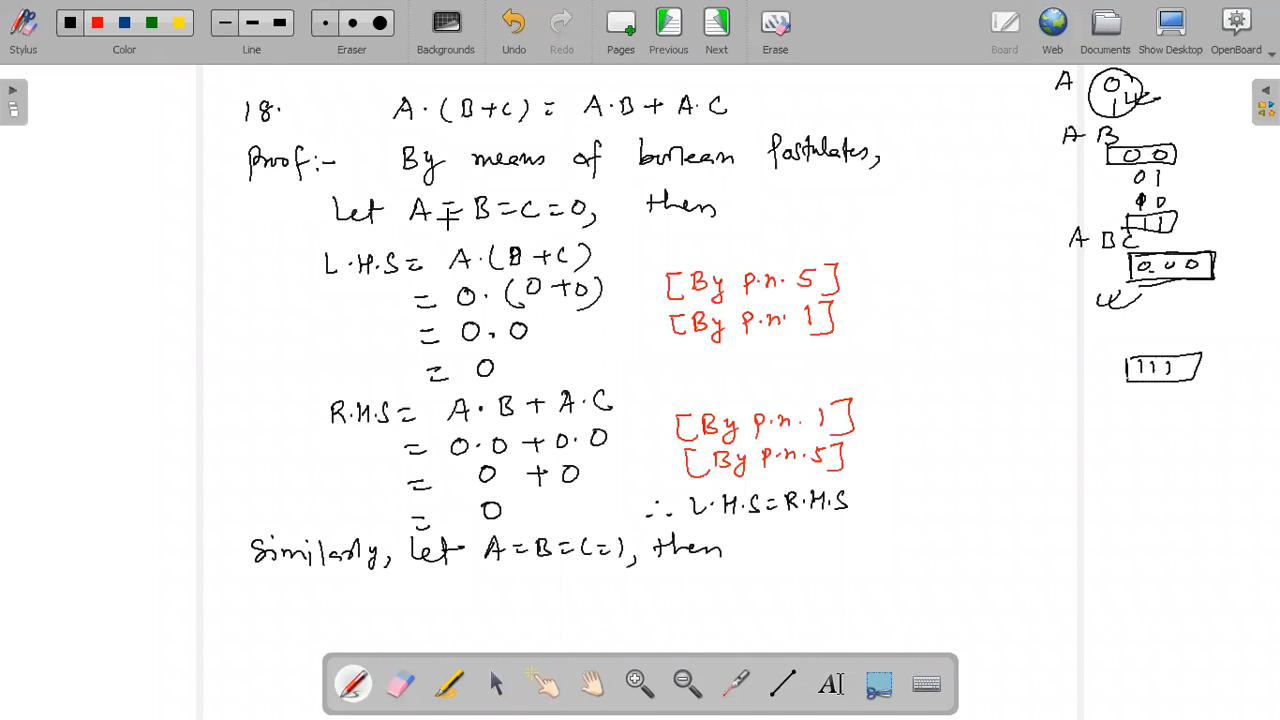 Stylus Color Line Eraser Backgrounds Undo Redo Pages Previous Next Erase Board Web Documents Show Desktop OpenBoard
18. A·(B+C) = A·B + A·C
Proof:- By means of boolean Postulates,
Let A = B = C = 0, then
L.H.S = A·(B+C)
= 0·(0+0) [By p.n. 5]
= 0·0 [By p.n. 1]
= 0
R.H.S = A·B + A·C
= 0·0 + 0·0 [By p.n. 1]
= 0 + 0 [By p.n. 5]
= 0 ∴ L.H.S = R.H.S
Similarly, Let A = B = C = 1, then
A 0
1
A B
0 0
0 1
1 0
1 1
A B C
0 0 0
1 1 1